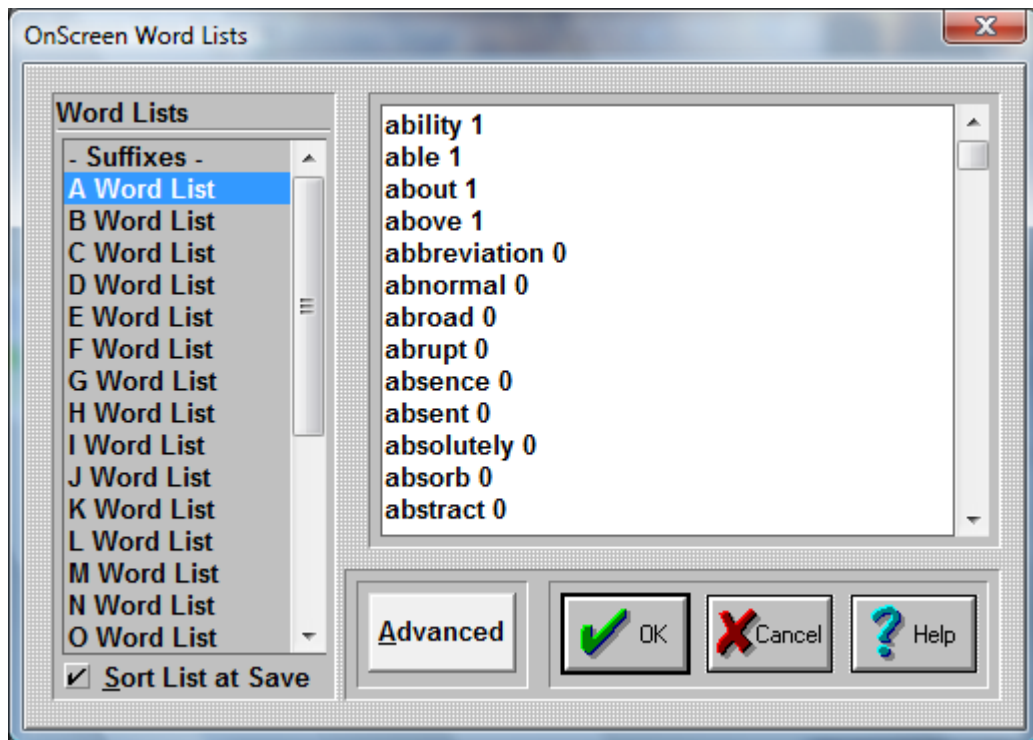 OnScreen Word Lists
X
Word Lists
- Suffixes -
A Word List
B Word List
C Word List
D Word List
E Word List
F Word List
G Word List
H Word List
I Word List
J Word List
K Word List
L Word List
M Word List
N Word List
O Word List
Sort List at Save
ability 1
able 1
about 1
above 1
abbreviation 0
abnormal 0
abroad 0
abrupt 0
absence 0
absent 0
absolutely 0
absorb 0
abstract 0
Advanced
OK
Cancel
? Help